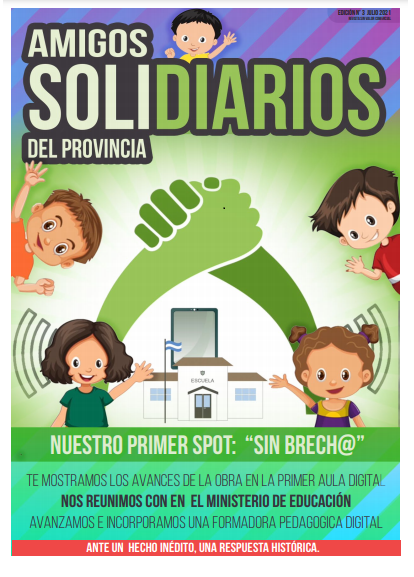 EDICIÓN N° 3 JULIO 2021
AMIGOS
SOLIDIARIOS
DEL PROVINCIA
ESCUELA
NUESTRO PRIMER SPOT: “SIN BRECH@”
TE MOSTRAMOS LOS AVANCES DE LA OBRA EN LA PRIMER AULA DIGITAL
NOS REUNIMOS CON EN EL MINISTERIO DE EDUCACIÓN
AVANZAMOS E INCORPORAMOS UNA FORMADORA PEDAGOGICA DIGITAL
ANTE UN HECHO INÉDITO, UNA RESPUESTA HISTÓRICA.